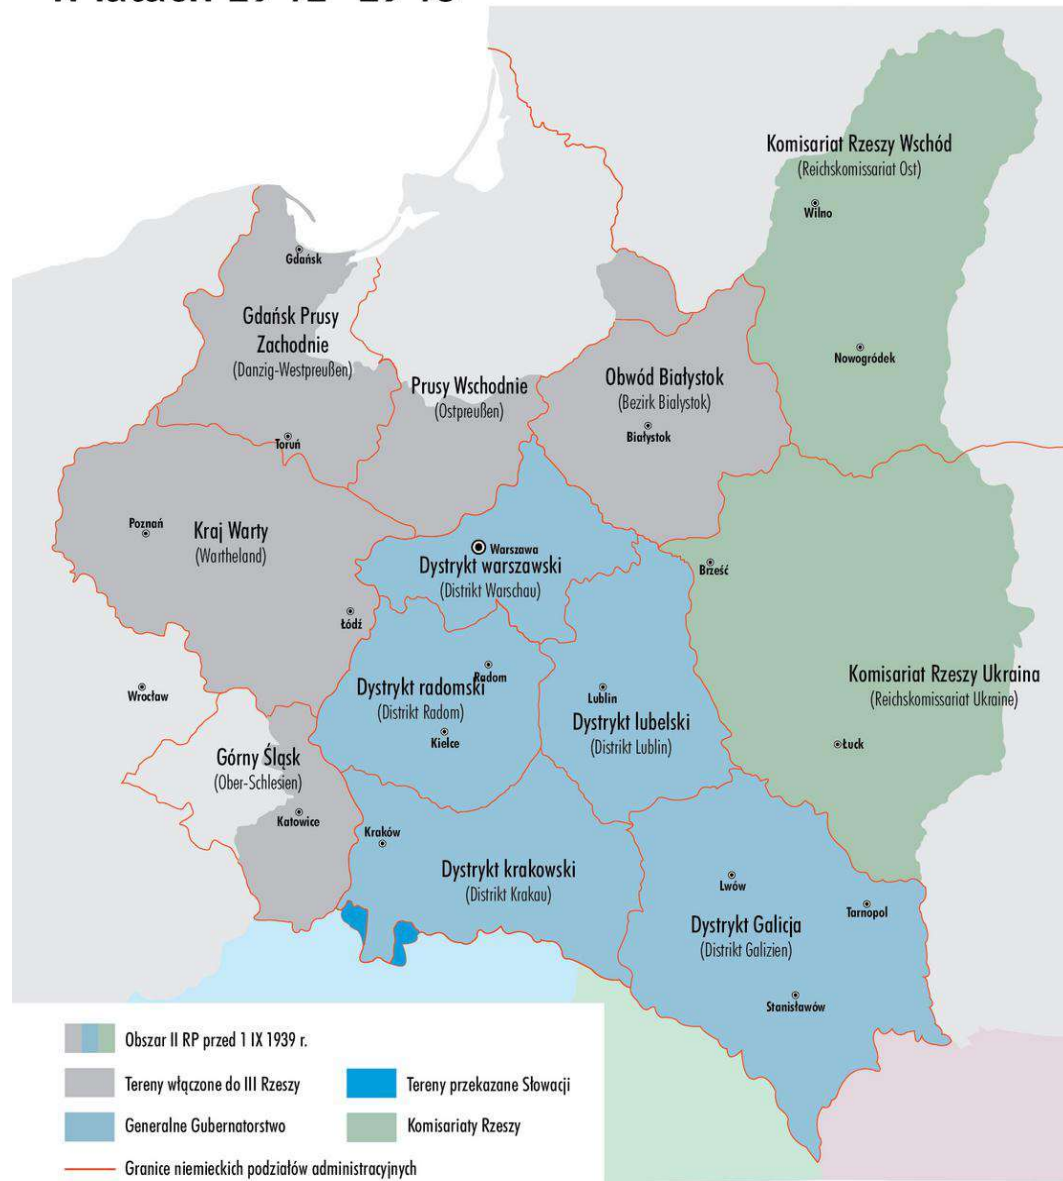 w latach 1942–1943
Komisariat Rzeszy Wschód
(Reichskomissariat Ost)
Wilno
Gdańsk
Gdańsk Prusy
Zachodnie
(Danzig-Westpreußen)
Nowogródek
Prusy Wschodnie
(Ostpreußen)
Obwód Białystok
(Bezirk Bialystok)
Białystok
Toruń
Poznań
Kraj Warty
(Wartheland)
Warszawa
Dystrykt warszawski
(Distrikt Warschau)
Brześć
Łódź
Wrocław
Radom
Dystrykt radomski
(Distrikt Radom)
Kielce
Lublin
Dystrykt lubelski
(Distrikt Lublin)
Komisariat Rzeszy Ukraina
(Reichskomissariat Ukraine)
Łuck
Górny Śląsk
(Ober-Schlesien)
Katowice
Kraków
Dystrykt krakowski
(Distrikt Krakau)
Lwów
Tarnopol
Dystrykt Galicja
(Distrikt Galizien)
Stanisławów
Obszar II RP przed 1 IX 1939 r.
Tereny włączone do III Rzeszy
Tereny przekazane Słowacji
Generalne Gubernatorstwo
Komisariaty Rzeszy
Granice niemieckich podziałów administracyjnych